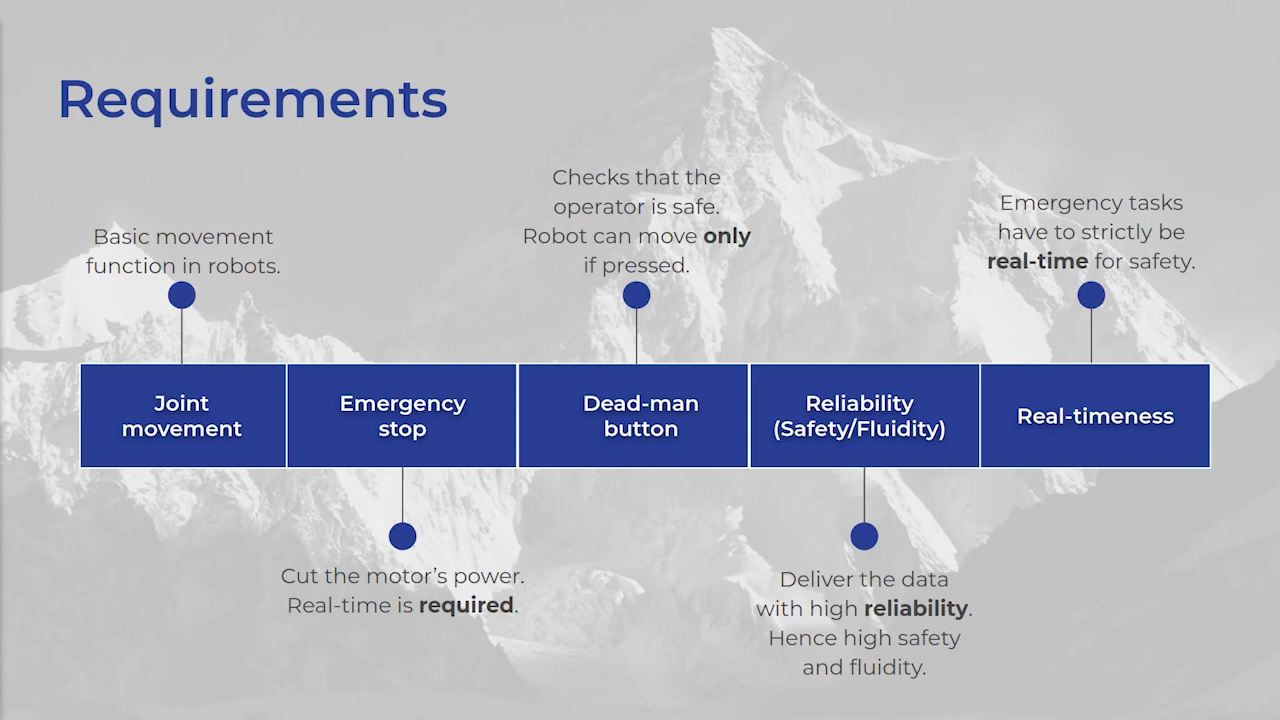 Requirements
Basic movement
function in robots.
Checks that the
operator is safe.
Robot can move only
if pressed.
Emergency tasks
have to strictly be
real-time for safety.
Joint
movement
Emergency
stop
Dead-man
button
Reliability
(Safety/Fluidity)
Real-timeness
Cut the motor’s power.
Real-time is required.
Deliver the data
with high reliability.
Hence high safety
and fluidity.